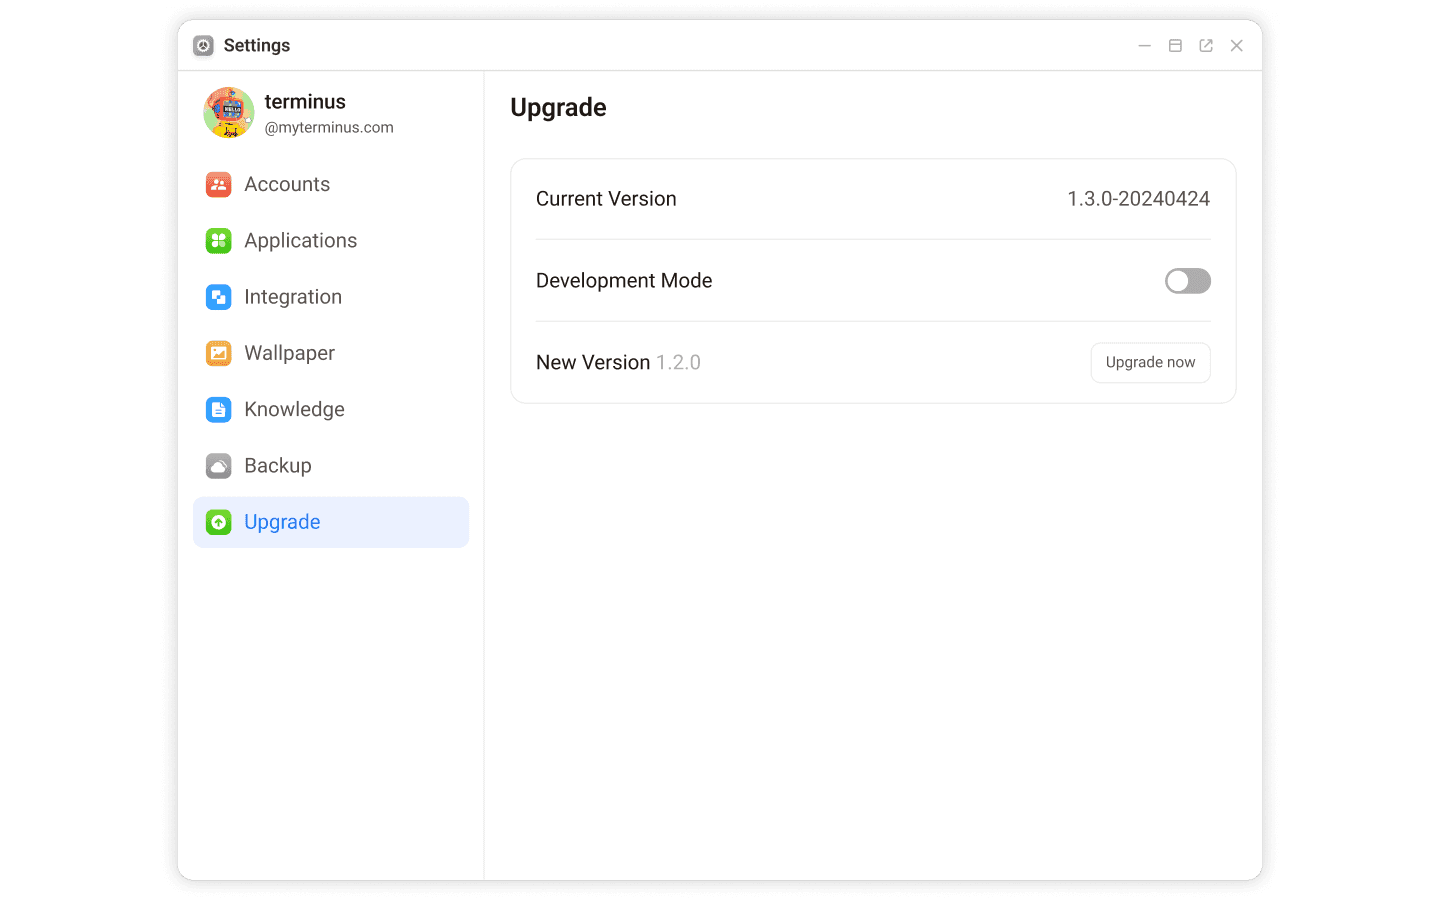 Settings
terminus
@myterminus.com
Accounts
Applications
Integration
Wallpaper
Knowledge
Backup
Upgrade
Upgrade
Current Version 1.3.0-20240424
Development Mode
New Version 1.2.0 Upgrade now